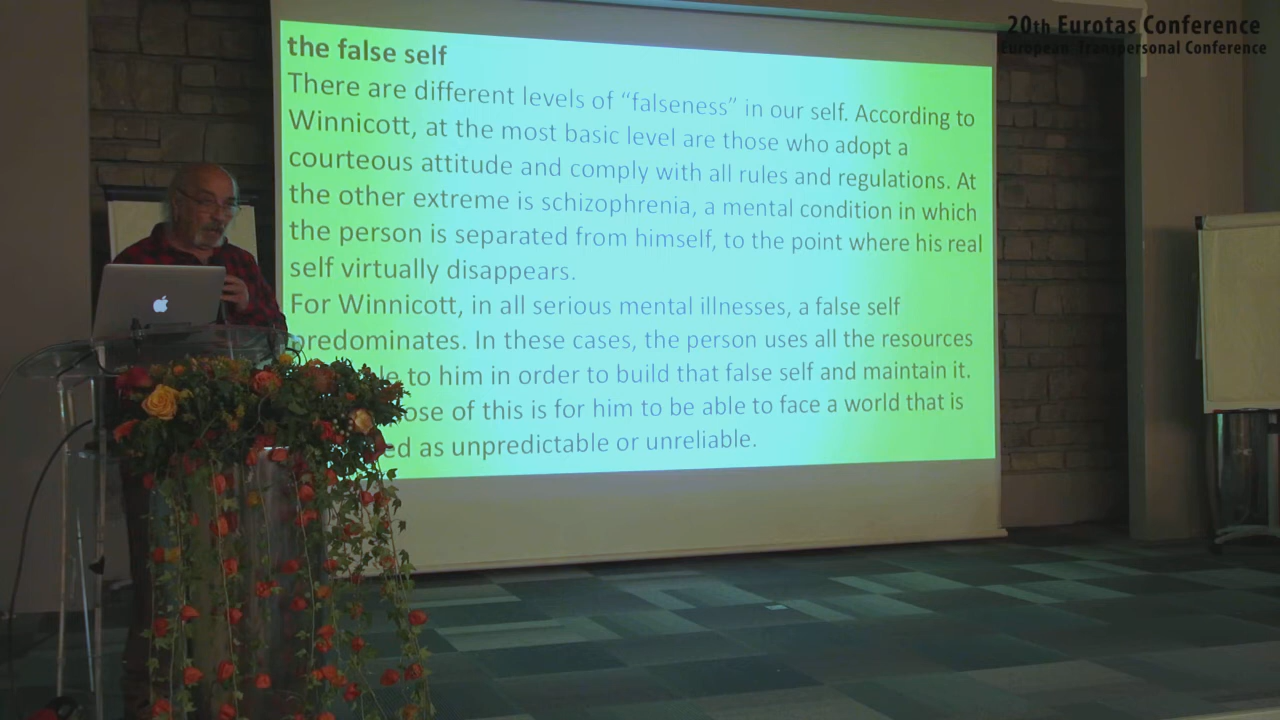 20th Eurotas Conference
European Transpersonal Conference
the false self
There are different levels of “falseness” in our self. According to
Winnicott, at the most basic level are those who adopt a
courteous attitude and comply with all rules and regulations. At
the other extreme is schizophrenia, a mental condition in which
the person is separated from himself, to the point where his real
self virtually disappears.
For Winnicott, in all serious mental illnesses, a false self
predominates. In these cases, the person uses all the resources
to him in order to build that false self and maintain it.
of this is for him to be able to face a world that is
as unpredictable or unreliable.